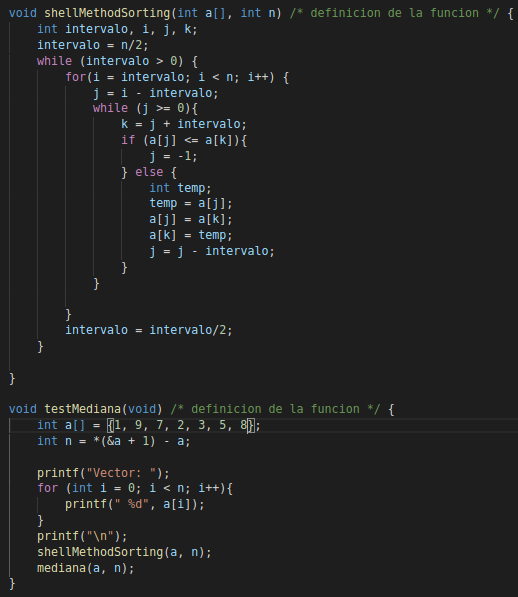 void shellMethodSorting(int a[], int n) /* definicion de la funcion */ {
    int intervalo, i, j, k;
    intervalo = n/2;
    while (intervalo > 0) {
        for(i = intervalo; i < n; i++) {
            j = i - intervalo;
            while (j >= 0){
                k = j + intervalo;
                if (a[j] <= a[k]){
                    j = -1;
                } else {
                    int temp;
                    temp = a[j];
                    a[j] = a[k];
                    a[k] = temp;
                    j = j - intervalo;
                }
            }
        }
        intervalo = intervalo/2;
    }
}
void testMediana(void) /* definicion de la funcion */ {
    int a[] = {1, 9, 7, 2, 3, 5, 8};
    int n = *(&a + 1) - a;
    printf("Vector: ");
    for (int i = 0; i < n; i++){
        printf(" %d", a[i]);
    }
    printf("\n");
    shellMethodSorting(a, n);
    mediana(a, n);
}